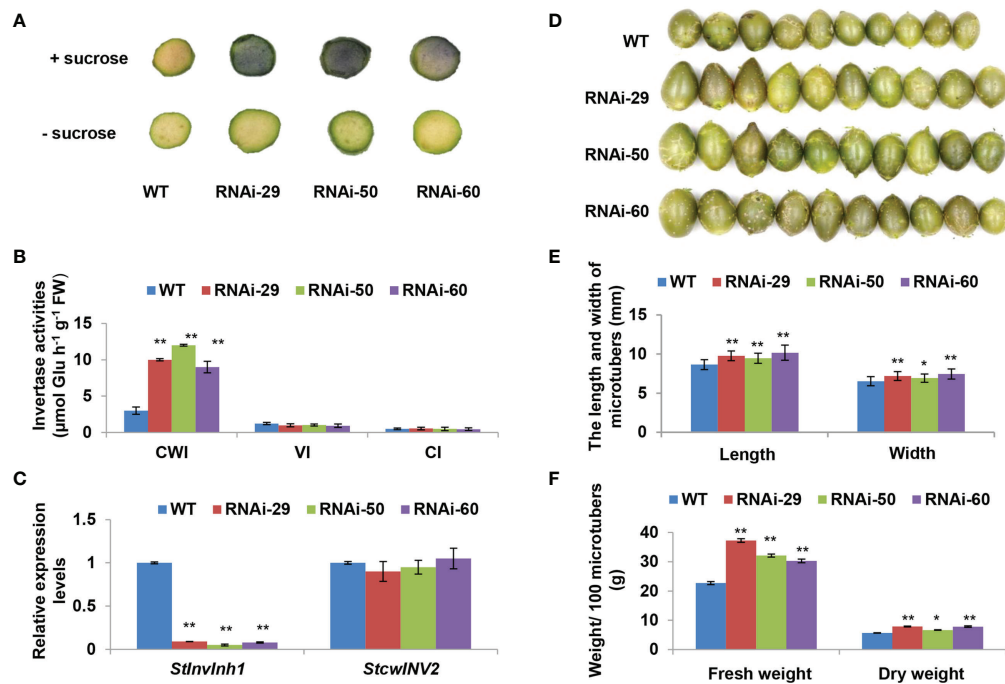 A
+ sucrose
- sucrose
WT RNAi-29 RNAi-50 RNAi-60
B
WT RNAi-29 RNAi-50 RNAi-60
Invertase activities
(µmol Glu h-1 g-1 FW)
15
10
5
0
** ** **
CWI VI CI
C
WT RNAi-29 RNAi-50 RNAi-60
Relative expression
levels
1.5
1
0.5
0
** ** **
StInvInh1 StcwINV2
D
WT
RNAi-29
RNAi-50
RNAi-60
E
WT RNAi-29 RNAi-50 RNAi-60
The length and width of
microtubers (mm)
15
10
5
0
** ** **
** * **
Length Width
F
WT RNAi-29 RNAi-50 RNAi-60
Weight/ 100 microtubers
(g)
40
30
20
10
0
** ** **
** * **
Fresh weight Dry weight